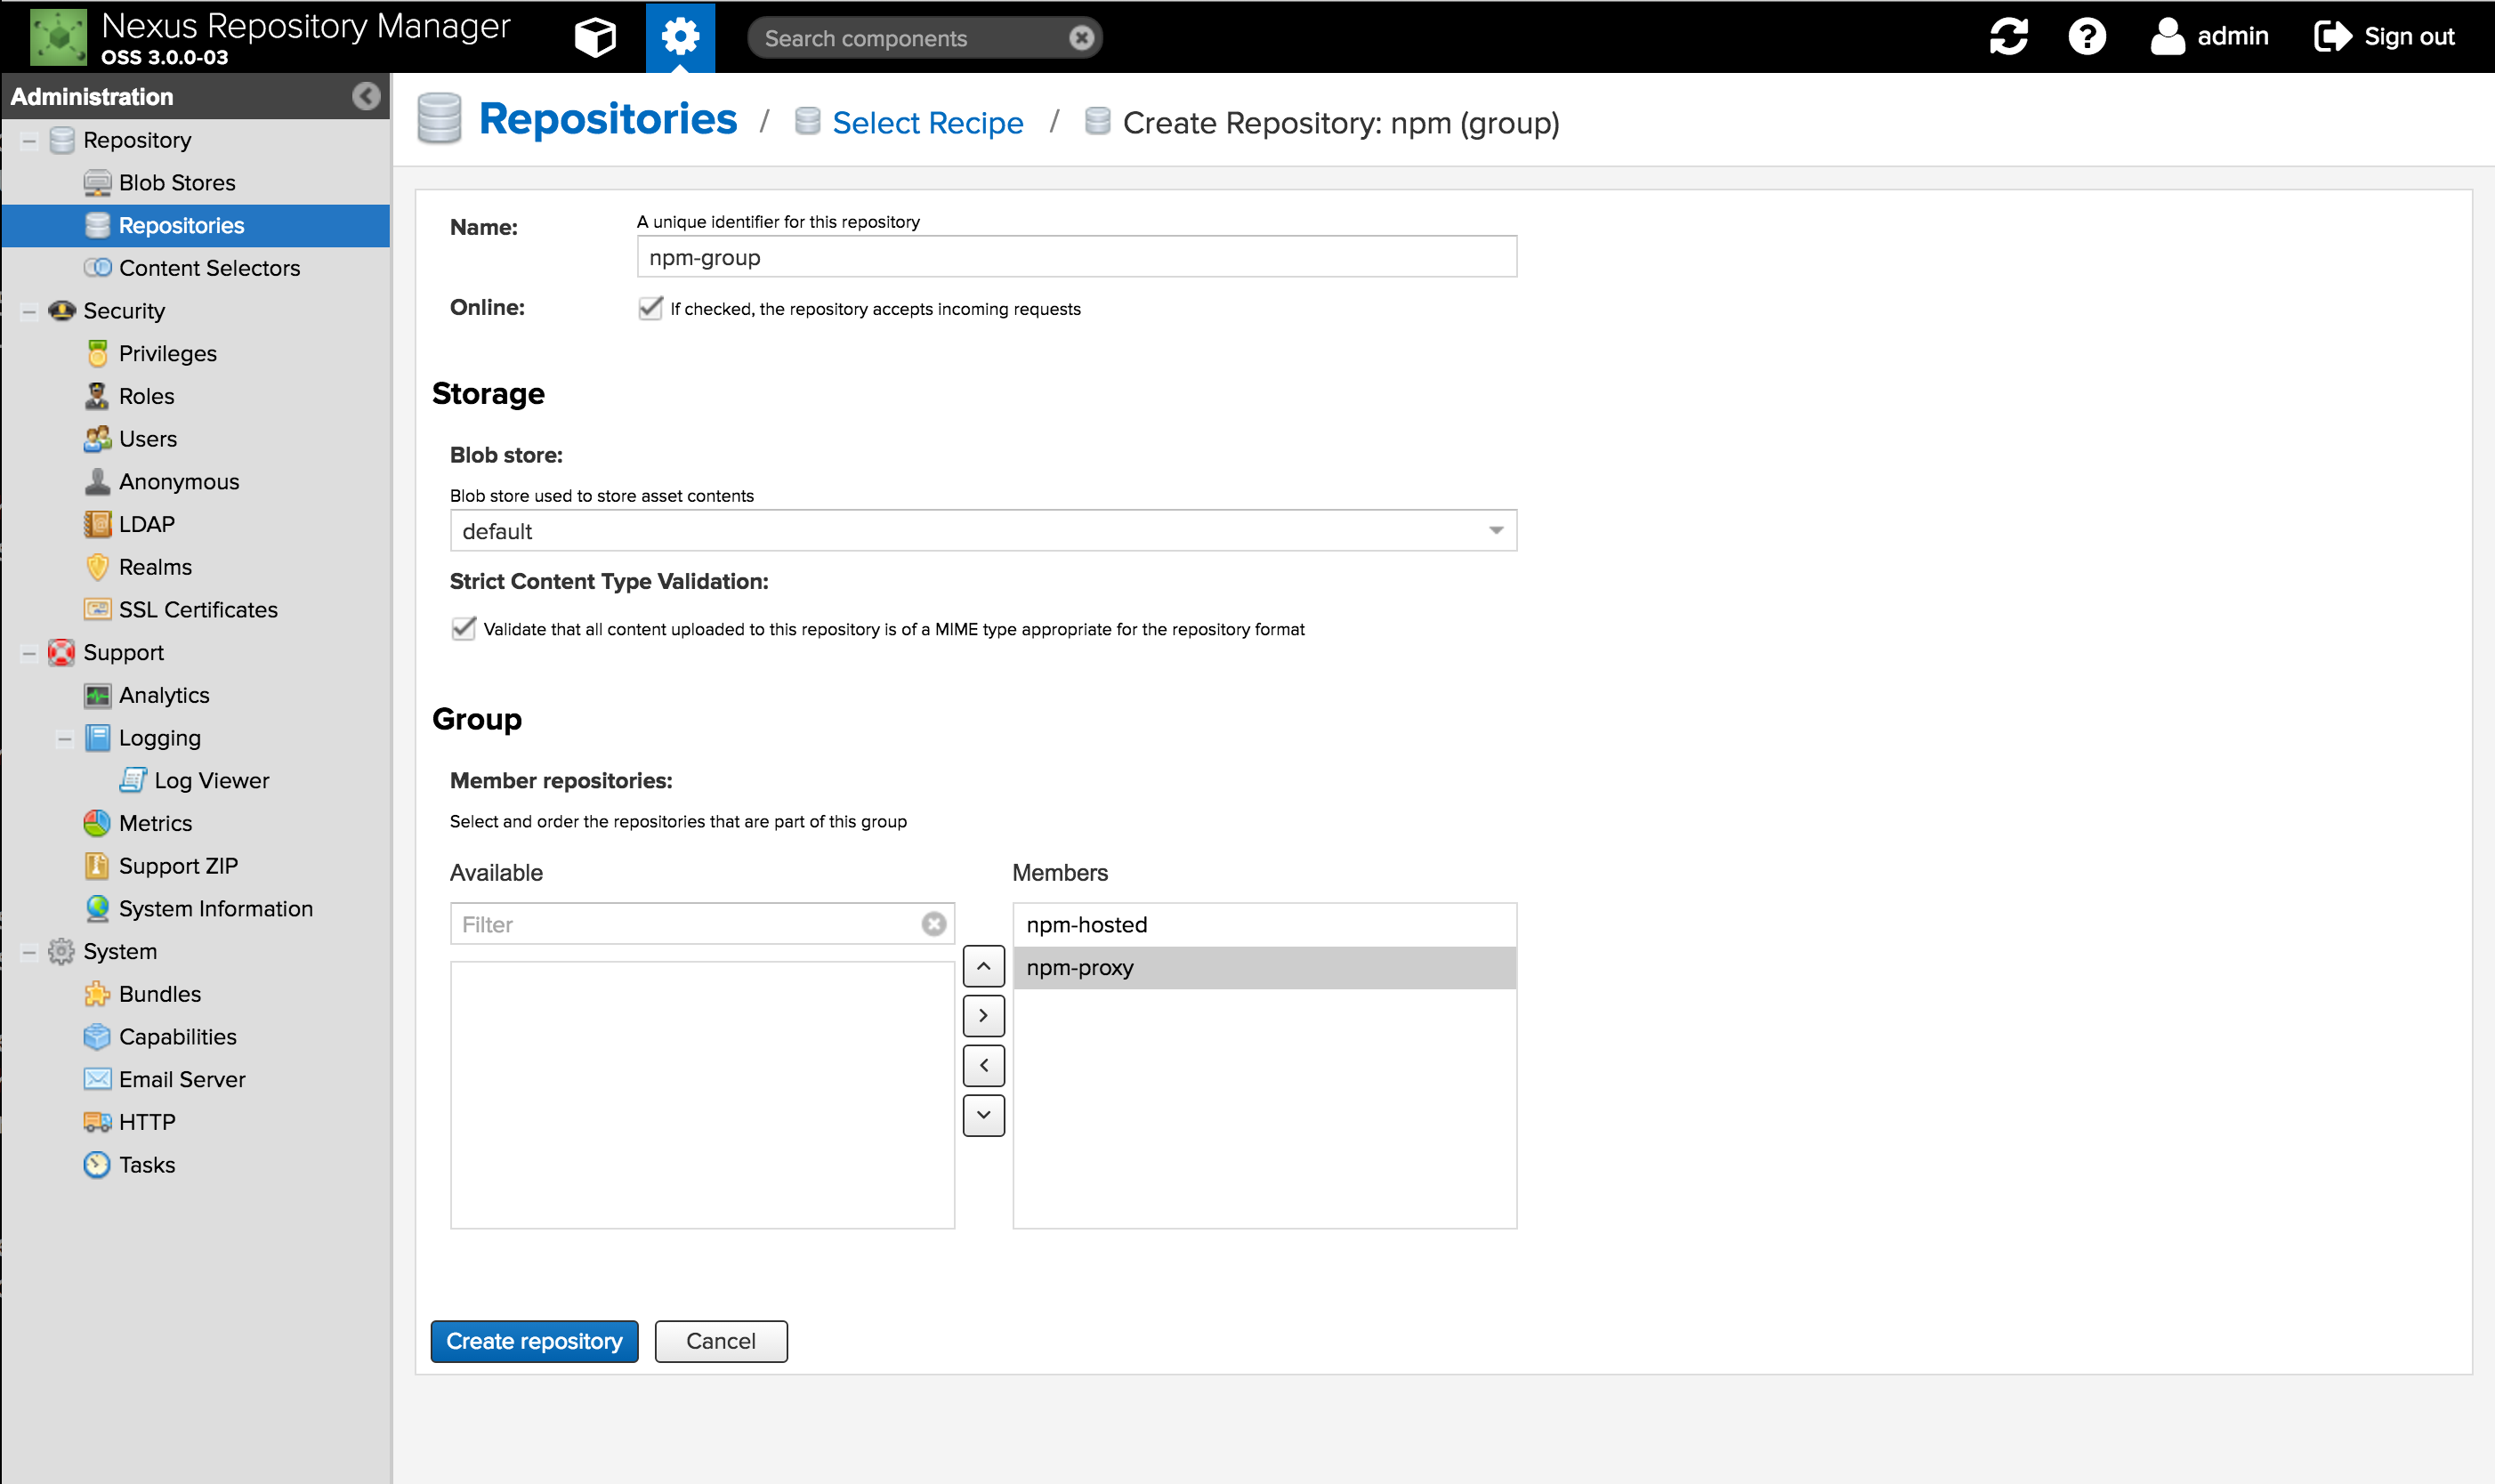 Nexus Repository Manager
OSS 3.0.0-03
Search components
admin
Sign out
Administration
Repository
Blob Stores
Repositories
Content Selectors
Security
Privileges
Roles
Users
Anonymous
LDAP
Realms
SSL Certificates
Support
Analytics
Logging
Log Viewer
Metrics
Support ZIP
System Information
System
Bundles
Capabilities
Email Server
HTTP
Tasks
Repositories / Select Recipe / Create Repository: npm (group)
Name:
A unique identifier for this repository
npm-group
Online:
If checked, the repository accepts incoming requests
Storage
Blob store:
Blob store used to store asset contents
default
Strict Content Type Validation:
Validate that all content uploaded to this repository is of a MIME type appropriate for the repository format
Group
Member repositories:
Select and order the repositories that are part of this group
Available
Filter
Members
npm-hosted
npm-proxy
Create repository
Cancel